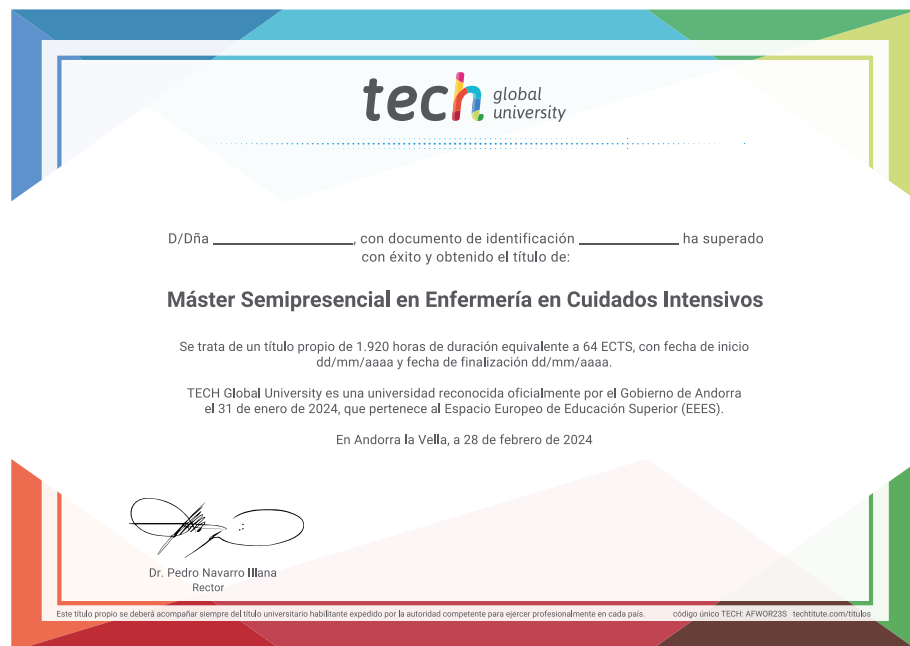 tech global university
D/Dña ____________________, con documento de identificación ______________ ha superado
con éxito y obtenido el título de:
Máster Semipresencial en Enfermería en Cuidados Intensivos
Se trata de un título propio de 1.920 horas de duración equivalente a 64 ECTS, con fecha de inicio
dd/mm/aaaa y fecha de finalización dd/mm/aaaa.
TECH Global University es una universidad reconocida oficialmente por el Gobierno de Andorra
el 31 de enero de 2024, que pertenece al Espacio Europeo de Educación Superior (EEES).
En Andorra la Vella, a 28 de febrero de 2024
Dr. Pedro Navarro Illana
Rector
Este título propio se deberá acompañar siempre del título universitario habilitante expedido por la autoridad competente para ejercer profesionalmente en cada país. código único TECH: AFWOR23S techtitute.com/titulos